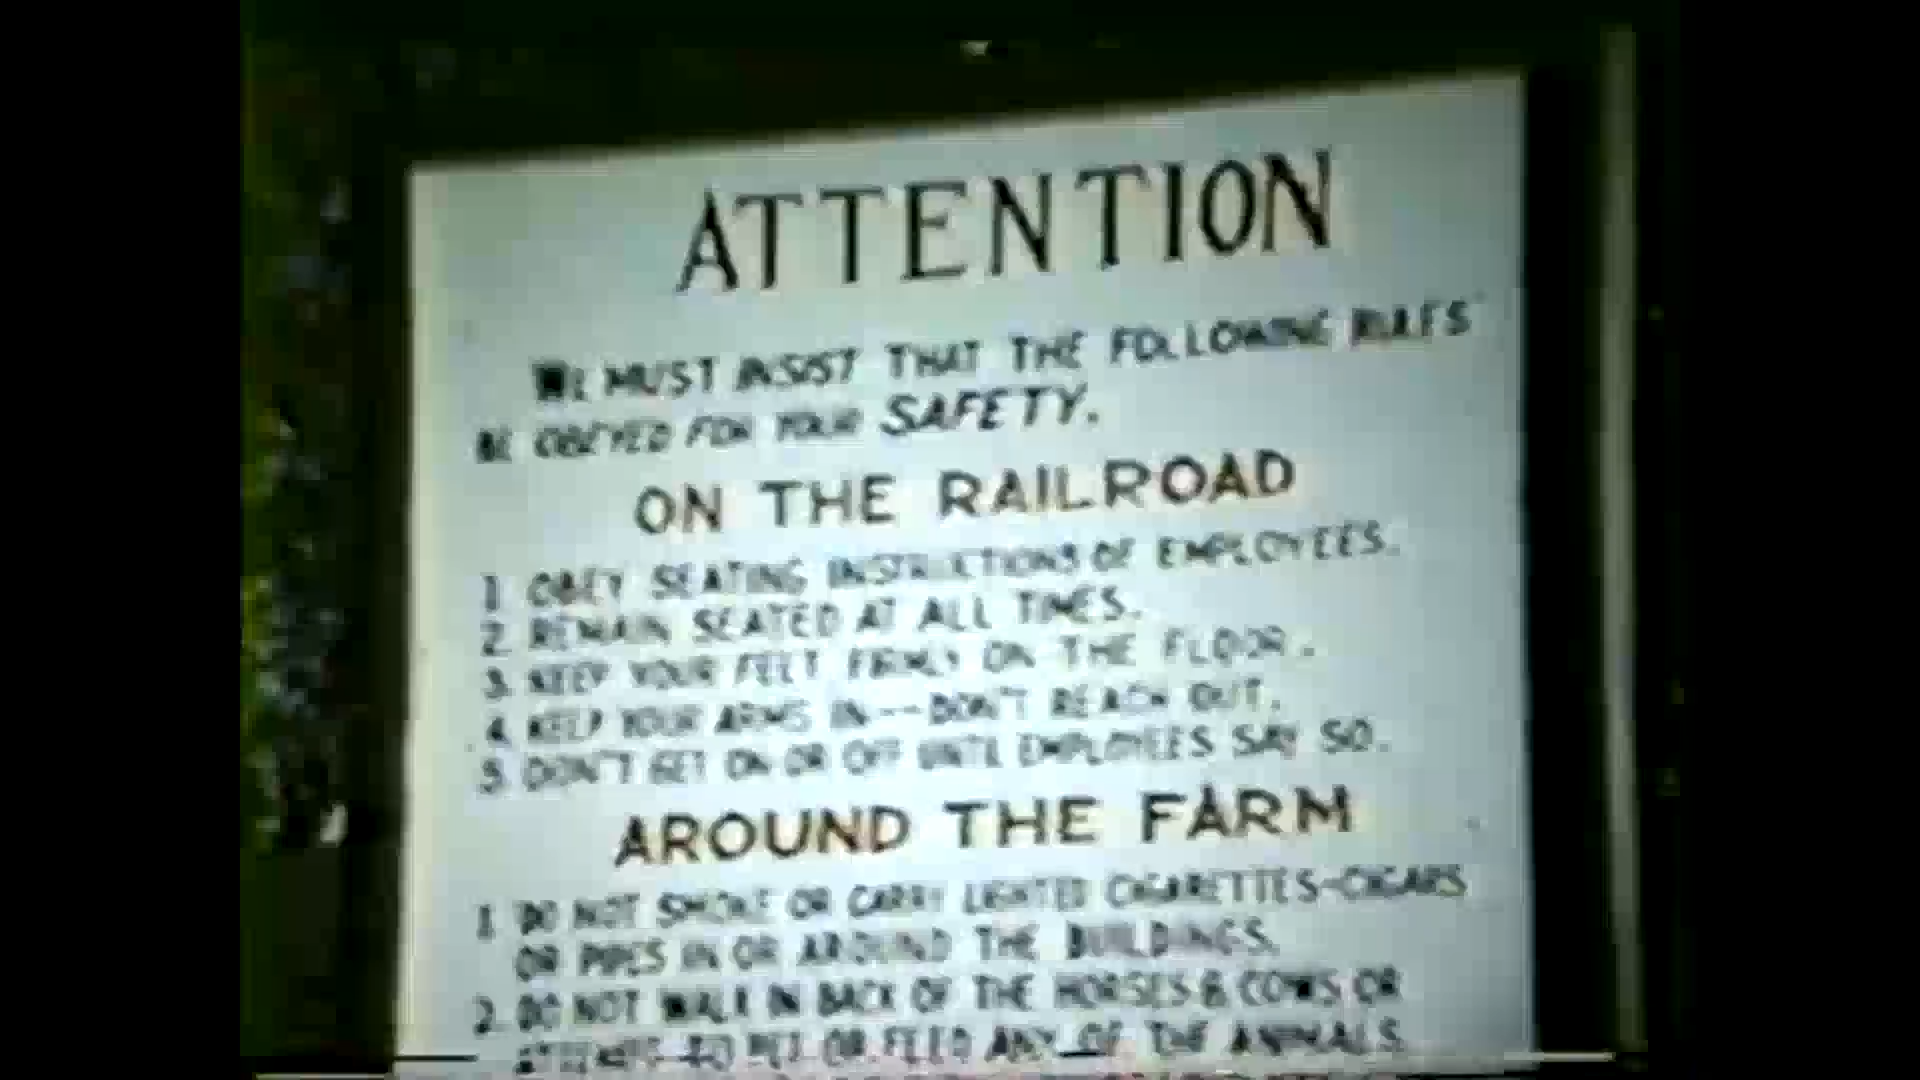 ATTENTION
WE MUST INSIST THAT THE FOLLOWING RULES
BE OBEYED FOR YOUR SAFETY.
ON THE RAILROAD
1. OBEY SEATING INSTRUCTIONS OF EMPLOYEES.
2. REMAIN SEATED AT ALL TIMES.
3. KEEP YOUR FEET FIRMLY ON THE FLOOR.
4. KEEP YOUR ARMS IN--DON'T REACH OUT.
5. DON'T GET ON OR OFF UNTIL EMPLOYEES SAY SO.
AROUND THE FARM
1. DO NOT SMOKE OR CARRY LIGHTED CIGARETTES-CIGARS
OR PIPES IN OR AROUND THE BUILDINGS.
2. DO NOT WALK IN BACK OF THE HORSES & COWS OR
ATTEMPT TO PET OR FEED ANY OF THE ANIMALS